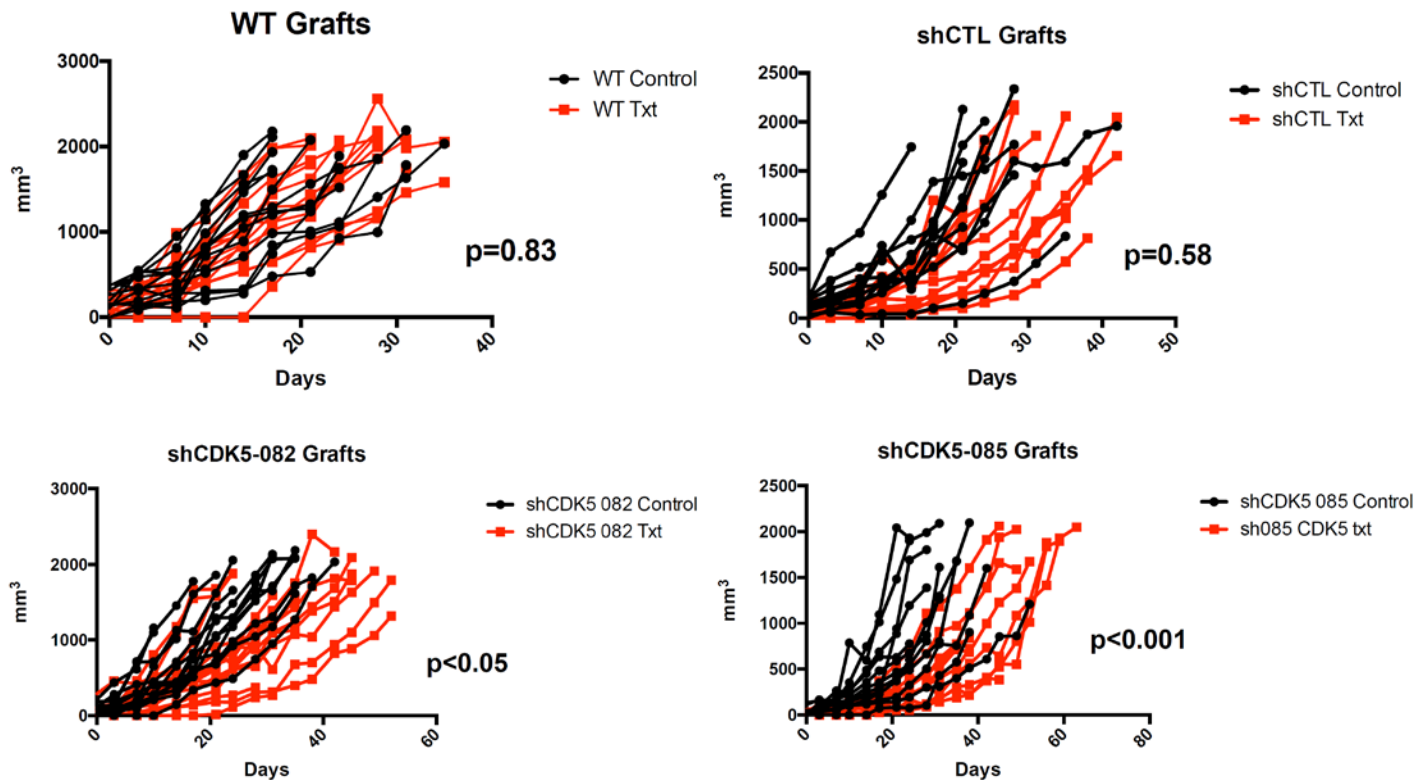 WT Grafts
3000
2000
1000
0
mm3
0
10
20
30
40
Days
WT Control
WT Txt
p=0.83
shCTL Grafts
2500
2000
1500
1000
500
0
mm3
0
10
20
30
40
50
Days
shCTL Control
shCTL Txt
p=0.58
shCDK5-082 Grafts
3000
2000
1000
0
mm3
0
20
40
60
Days
shCDK5 082 Control
shCDK5 082 Txt
p<0.05
shCDK5-085 Grafts
2500
2000
1500
1000
500
0
mm3
0
20
40
60
80
Days
shCDK5 085 Control
sh085 CDK5 txt
p<0.001